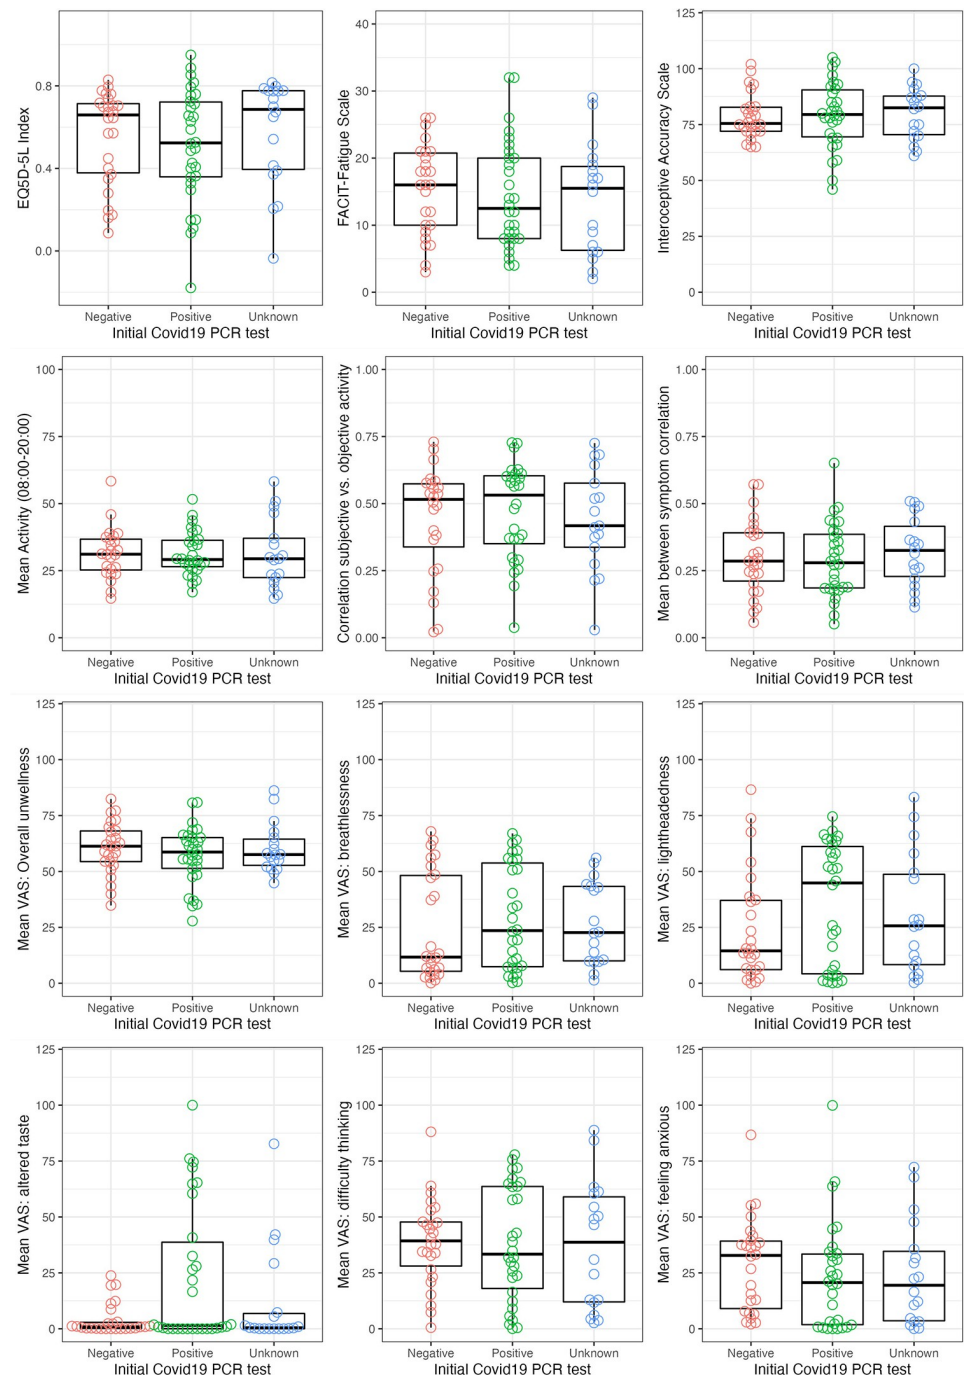 EQ5D-5L Index
0.8
0.4
0.0
Negative Positive Unknown
Initial Covid19 PCR test
FACIT-Fatigue Scale
40
30
20
10
0
Negative Positive Unknown
Initial Covid19 PCR test
Interoceptive Accuracy Scale
125
100
75
50
25
0
Negative Positive Unknown
Initial Covid19 PCR test
Mean Activity (08:00-20:00)
100
75
50
25
0
Negative Positive Unknown
Initial Covid19 PCR test
Correlation subjective vs. objective activity
1.00
0.75
0.50
0.25
0.00
Negative Positive Unknown
Initial Covid19 PCR test
Mean between symptom correlation
1.00
0.75
0.50
0.25
0.00
Negative Positive Unknown
Initial Covid19 PCR test
Mean VAS: Overall unwellness
125
100
75
50
25
0
Negative Positive Unknown
Initial Covid19 PCR test
Mean VAS: breathlessness
125
100
75
50
25
0
Negative Positive Unknown
Initial Covid19 PCR test
Mean VAS: lightheadedness
125
100
75
50
25
0
Negative Positive Unknown
Initial Covid19 PCR test
Mean VAS: altered taste
125
100
75
50
25
0
Negative Positive Unknown
Initial Covid19 PCR test
Mean VAS: difficulty thinking
125
100
75
50
25
0
Negative Positive Unknown
Initial Covid19 PCR test
Mean VAS: feeling anxious
125
100
75
50
25
0
Negative Positive Unknown
Initial Covid19 PCR test